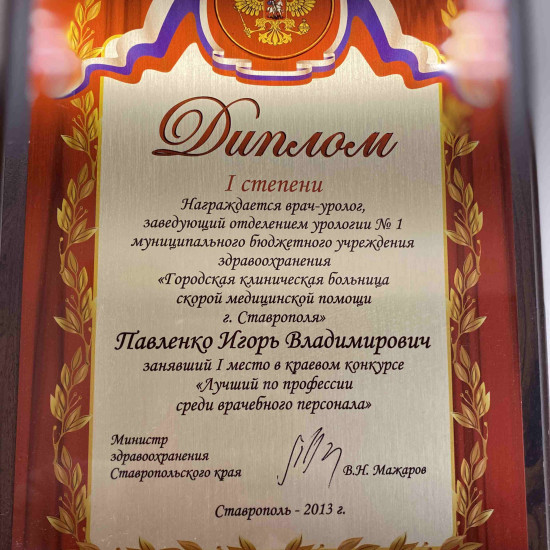 Диплом
I степени
Награждается врач-уролог,
заведующий отделением урологии № 1
муниципального бюджетного учреждения
здравоохранения
«Городская клиническая больница
скорой медицинской помощи
г. Ставрополя»
Павленко Игорь Владимирович
занявший I место в краевом конкурсе
«Лучший по профессии
среди врачебного персонала»
Министр
здравоохранения
Ставропольского края
В.Н. Мажаров
Ставрополь - 2013 г.